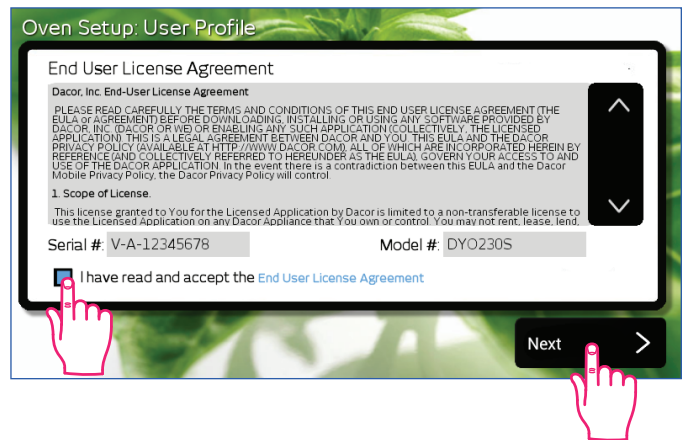 Oven Setup: User Profile
End User License Agreement
Dacor, Inc. End-User License Agreement
PLEASE READ CAREFULLY THE TERMS AND CONDITIONS OF THIS END USER LICENSE AGREEMENT (THE
EULA or AGREEMENT) BEFORE DOWNLOADING, INSTALLING OR USING ANY SOFTWARE PROVIDED BY
DACOR, INC. (DACOR OR WE) OR ENABLING ANY SUCH APPLICATION (COLLECTIVELY, THE LICENSED
APPLICATION). THIS IS A LEGAL AGREEMENT BETWEEN DACOR AND YOU. THIS EULA AND THE DACOR
PRIVACY POLICY (AVAILABLE AT HTTP://WWW.DACOR.COM), ALL OF WHICH ARE INCORPORATED HEREIN BY
REFERENCE (AND COLLECTIVELY REFERRED TO HEREUNDER AS THE EULA), GOVERN YOUR ACCESS TO AND
USE OF THE DACOR APPLICATION. In the event there is a contradiction between this EULA and the Dacor
Mobile Privacy Policy, the Dacor Privacy Policy will control.
1. Scope of License.
This license granted to You for the Licensed Application by Dacor is limited to a non-transferable license to
use the Licensed Application on any Dacor Appliance that You own or control. You may not rent, lease, lend,
Serial #: V-A-12345678 Model #: DYO230S
I have read and accept the End User License Agreement
Next